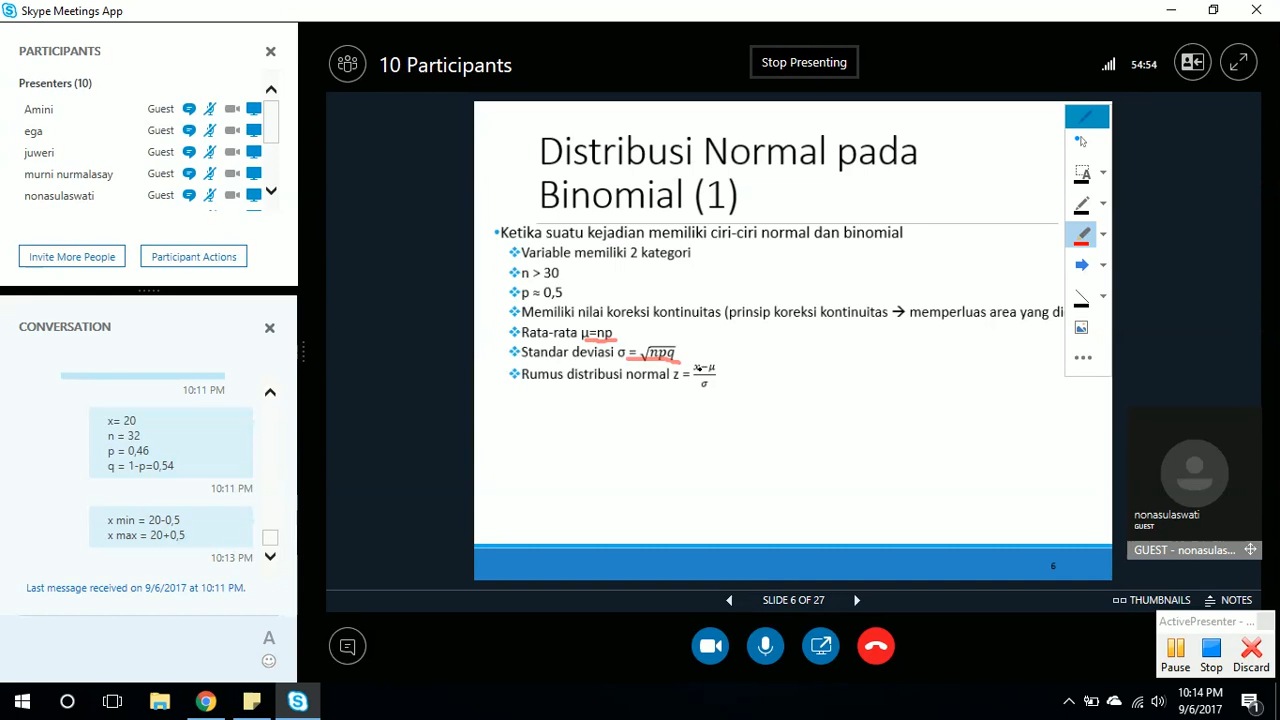 Skype Meetings App
PARTICIPANTS
Presenters (10)
Amini Guest
ega Guest
juweri Guest
murni nurmalasay Guest
nonasulaswati Guest
Invite More People
Participant Actions
CONVERSATION
10:11 PM
x= 20
n = 32
p = 0,46
q = 1-p=0,54
10:11 PM
x min = 20-0,5
x max = 20+0,5
10:13 PM
Last message received on 9/6/2017 at 10:11 PM.
A
10 Participants
Stop Presenting
54:54
Distribusi Normal pada
Binomial (1)
•Ketika suatu kejadian memiliki ciri-ciri normal dan binomial
❖Variable memiliki 2 kategori
❖n > 30
❖p ≈ 0,5
❖Memiliki nilai koreksi kontinuitas (prinsip koreksi kontinuitas → memperluas area yang di
❖Rata-rata μ=np
❖Standar deviasi σ = √npq
❖Rumus distribusi normal z = (x−μ)/σ
6
nonasulaswati
GUEST
GUEST - nonasulas...
SLIDE 6 OF 27
THUMBNAILS
NOTES
ActivePresenter - ...
Pause Stop Discard
10:14 PM
9/6/2017
1